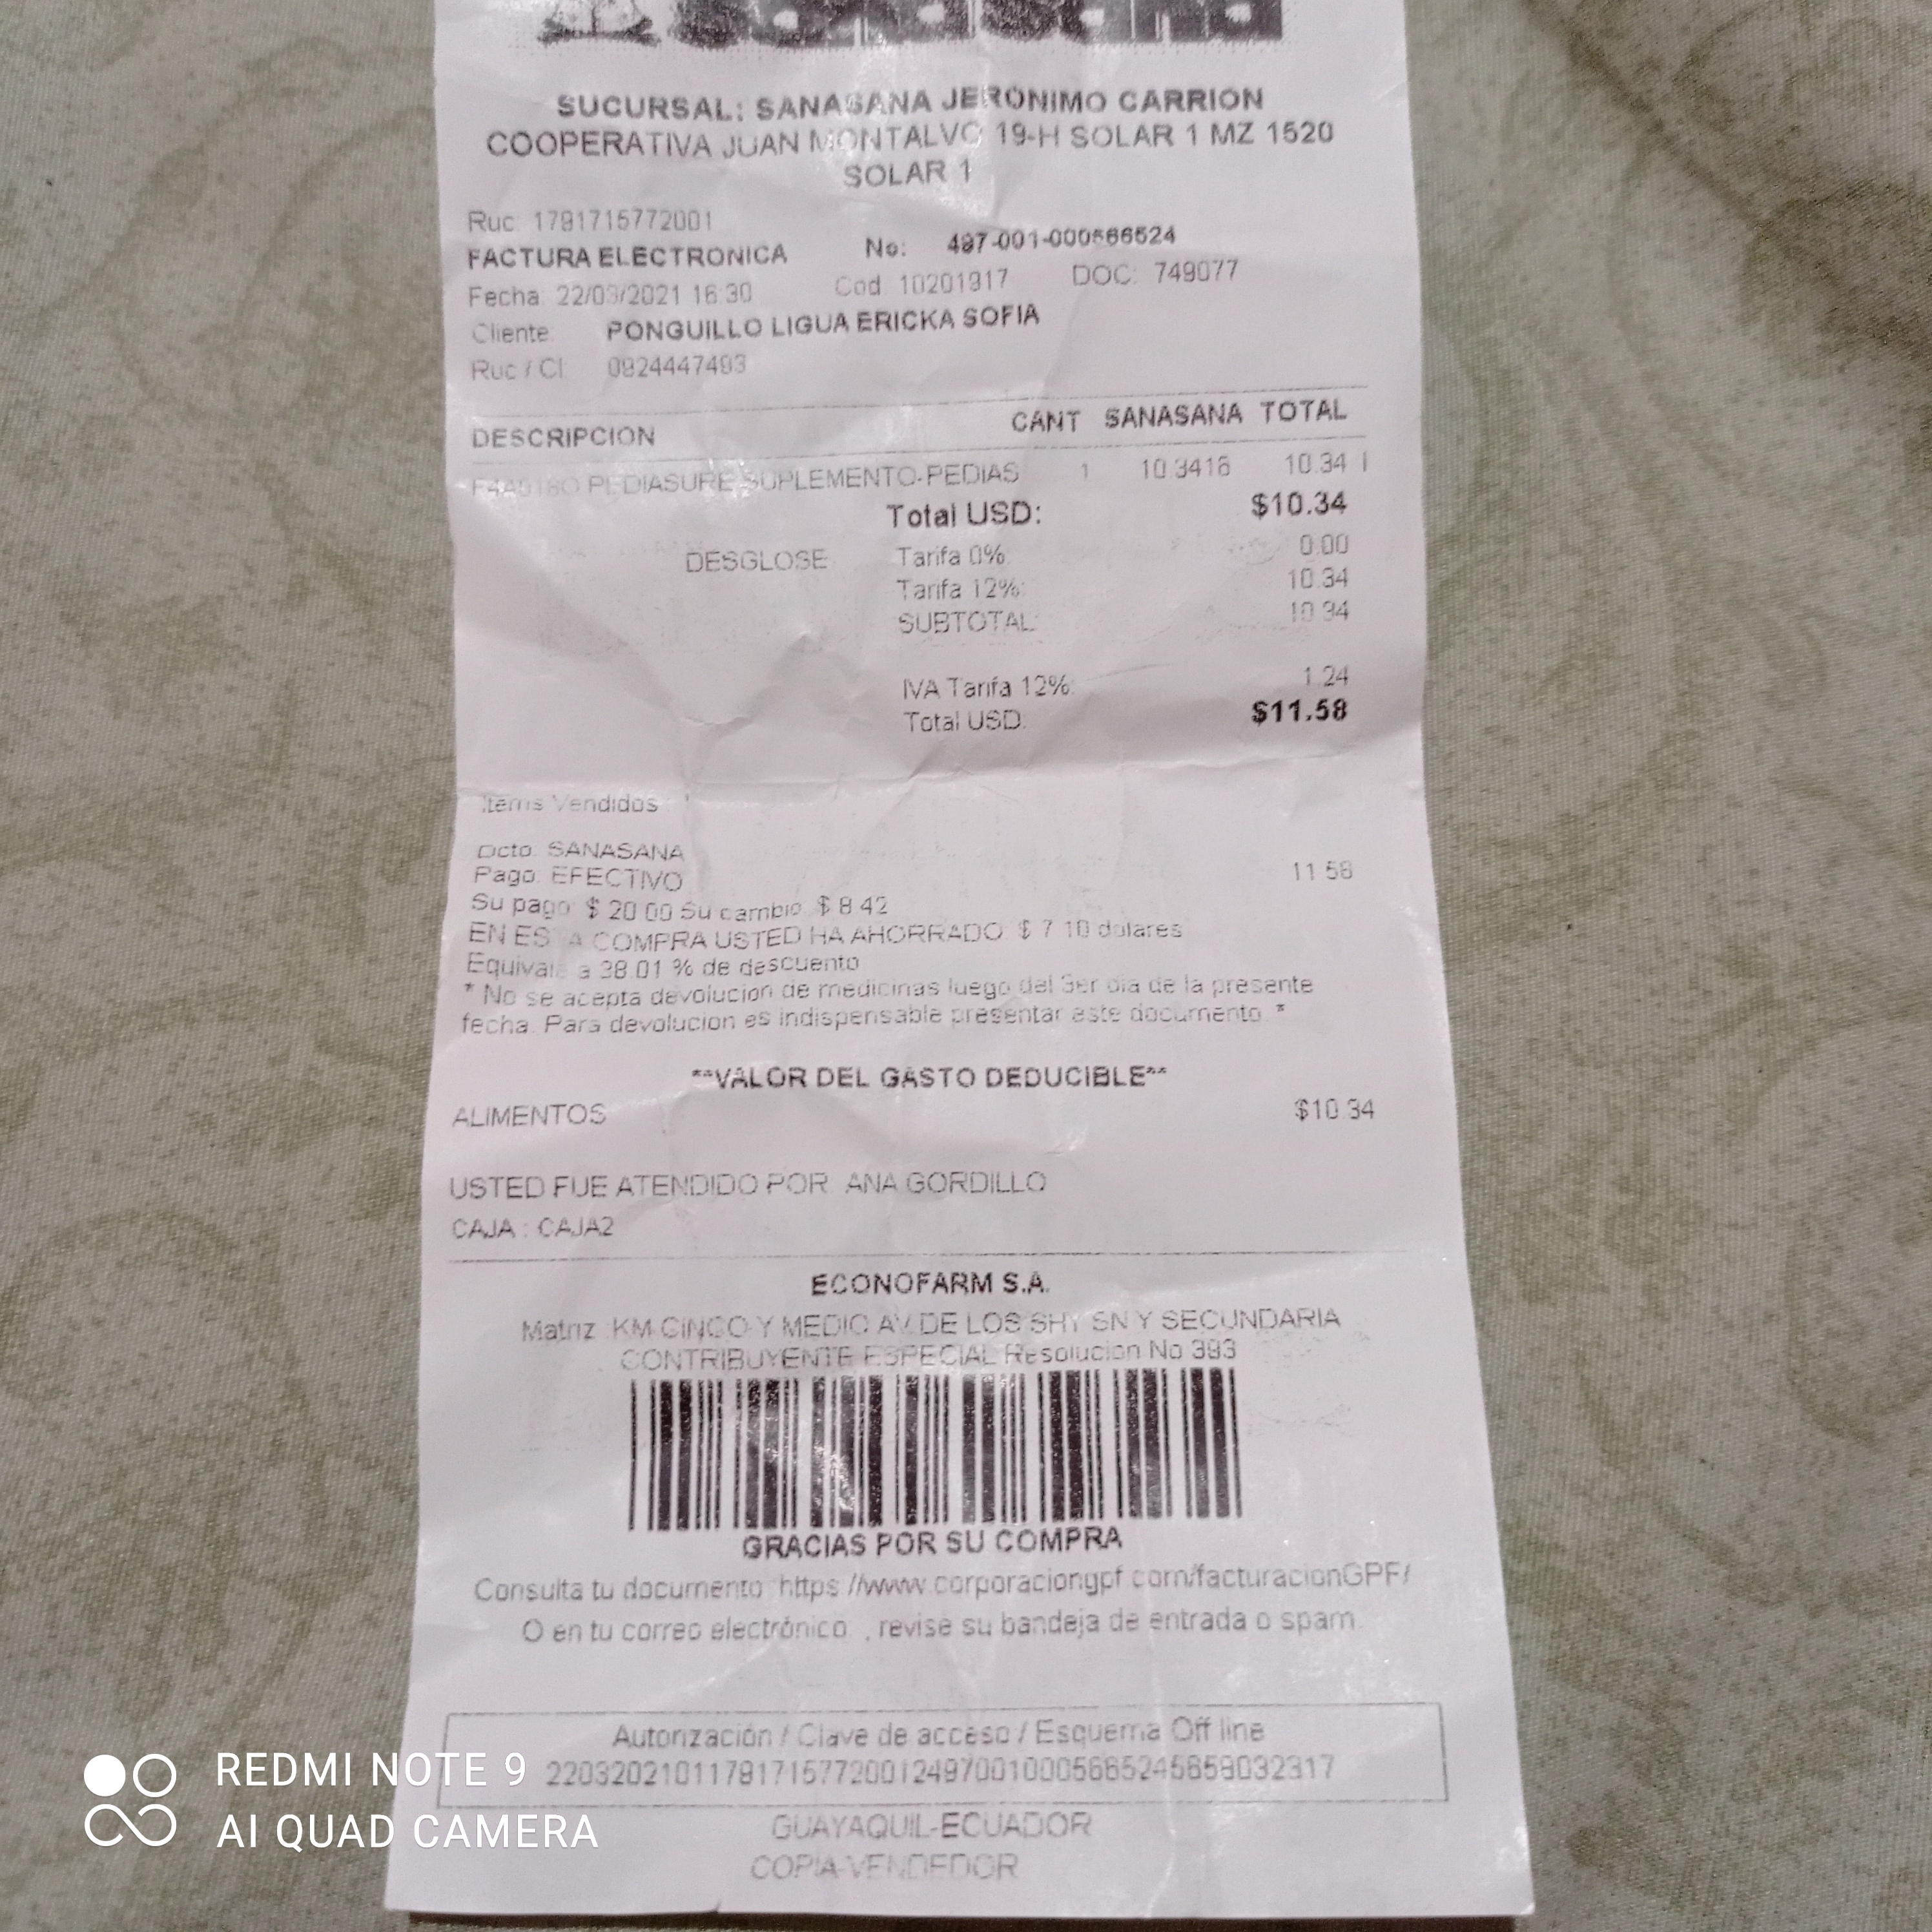 SUCURSAL: SANASANA JERONIMO CARRION
COOPERATIVA JUAN MONTALVO 19-H SOLAR 1 MZ 1520
SOLAR 1
Ruc: 1791715772001
FACTURA ELECTRONICA No: 497-001-000566524
Fecha: 22/03/2021 16:30 Cod 10201917 DOC: 749077
Cliente: PONGUILLO LIGUA ERICKA SOFIA
Ruc / CI: 0924447493
DESCRIPCION CANT SANASANA TOTAL
PEDIASURE SUPLEMENTO-PEDIAS 1 10.3416 10.34 I
Total USD: $10.34
DESGLOSE Tarifa 0%: 0.00
Tarifa 12%: 10.34
SUBTOTAL: 10.34
IVA Tarifa 12%: 1.24
Total USD: $11.58
Items Vendidos :
Dcto. SANASANA
Pago: EFECTIVO 11.58
Su pago: $ 20.00 Su cambio: $ 8.42
EN ESTA COMPRA USTED HA AHORRADO: $ 7.10 dolares
Equivale a 38.01 % de descuento
* No se acepta devolucion de medicinas luego del 3er dia de la presente
fecha. Para devolucion es indispensable presentar este documento. *
**VALOR DEL GASTO DEDUCIBLE**
ALIMENTOS $10.34
USTED FUE ATENDIDO POR: ANA GORDILLO
CAJA : CAJA2
ECONOFARM S.A.
Matriz: KM CINCO Y MEDIO AV DE LOS SHY SN Y SECUNDARIA
CONTRIBUYENTE ESPECIAL Resolucion No 393
GRACIAS POR SU COMPRA
Consulta tu documento: https://www.corporaciongpf.com/facturacionGPF/
O en tu correo electrónico: , revise su bandeja de entrada o spam.
Autorización / Clave de acceso / Esquema Off line
2203202101179171577200124970010005665245659032317
GUAYAQUIL-ECUADOR
COPIA-VENDEDOR
REDMI NOTE 9
AI QUAD CAMERA